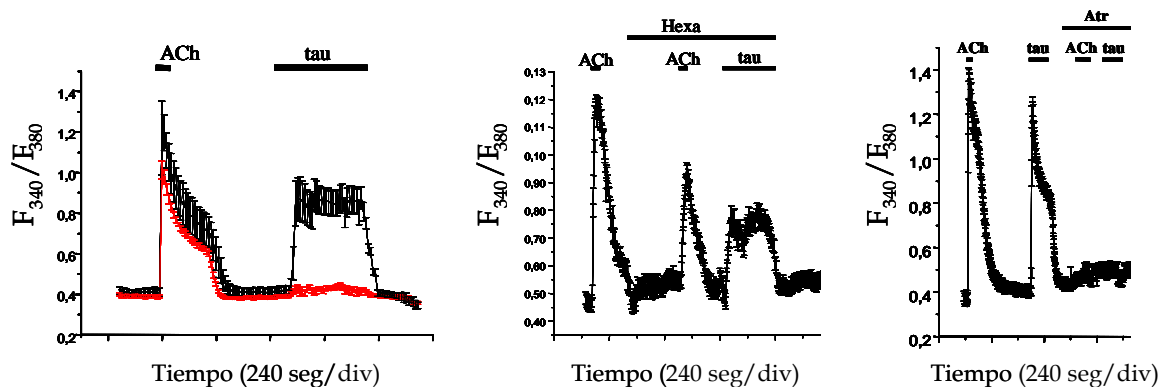 ACh tau
1,4
1,2
1,0
0,8
0,6
0,4
0,2
F340/F380
Tiempo (240 seg/div)
Hexa
ACh ACh tau
0,13
0,12
0,11
0,10
0,90
0,80
0,70
0,60
0,50
0,40
F340/F380
Tiempo (240 seg/div)
Atr
ACh tau ACh tau
1,4
1,2
1,0
0,8
0,6
0,4
0,2
F340/F380
Tiempo (240 seg/div)